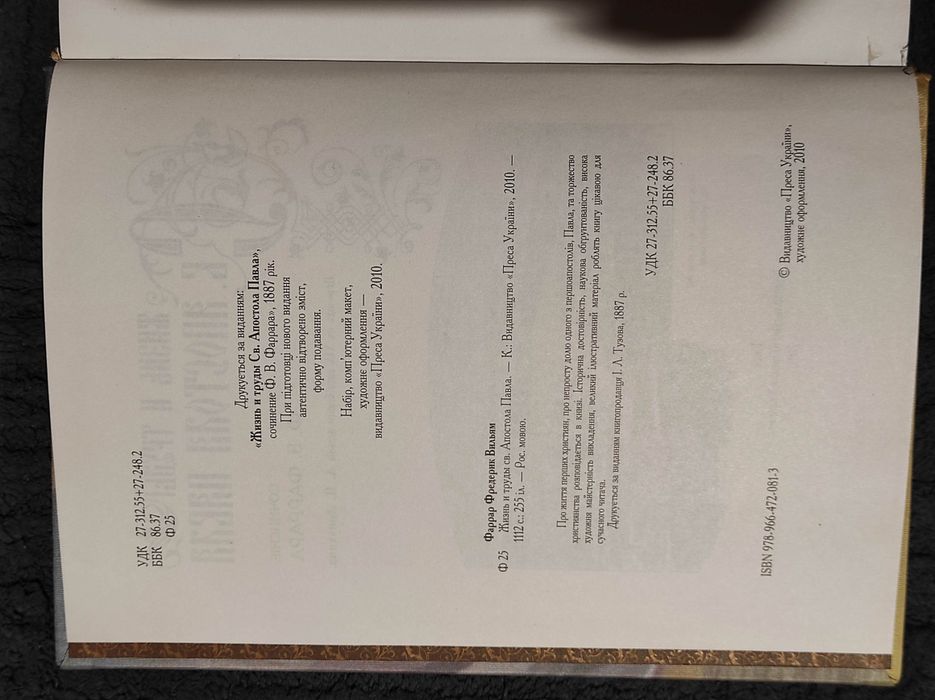 УДК 27-312.55+27-248.2
ББК 86.37
Ф 25
Друкується за виданням:
«Жизнь и труды Св. Апостола Павла»,
сочинение Ф. В. Фаррара», 1887 рік.
При підготовці нового видання
автентично відтворено зміст,
форму подавання.
Набір, комп'ютерний макет,
художнє оформлення —
видавництво «Преса України», 2010.
Фаррар Фредерик Вильям
Ф 25 Жизнь и труды св. Апостола Павла. — К.: Видавництво «Преса України», 2010. —
1112 с.: 255 іл. — Рос. мовою.
Про життя перших християн, про непросту долю одного з першоапостолів, Павла, та торжество
християнства розповідається в книзі. Історична достовірність, наукова обґрунтованість, висока
художня майстерність викладення, великий ілюстративний матеріал роблять книгу цікавою для
сучасного читача.
Друкується за виданням книгопродавця І. Л. Тузова, 1887 р.
УДК 27-312.55+27-248.2
ББК 86.37
ISBN 978-966-472-081-3
© Видавництво «Преса України»,
художнє оформлення, 2010